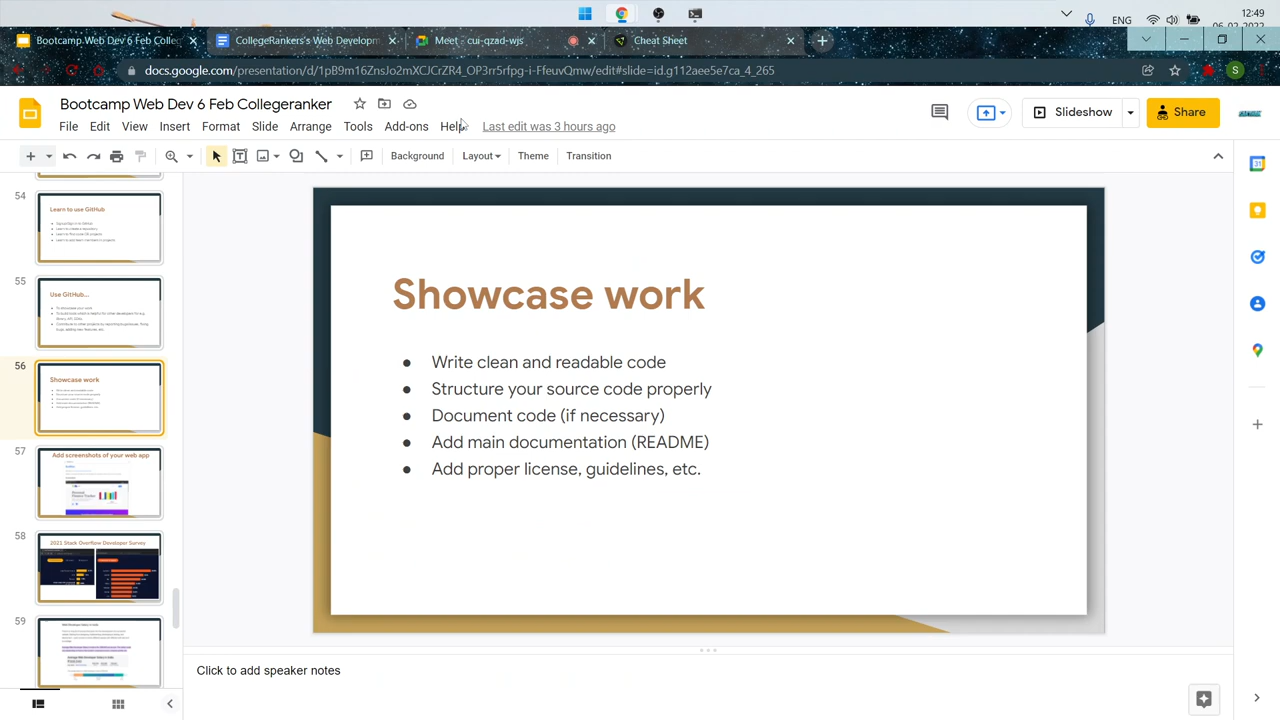 12:49
ENG
06-02-2022
Bootcamp Web Dev 6 Feb Colleg
CollegeRankers's Web Developm
Meet - cui-qzad-wjs
Cheat Sheet
docs.google.com/presentation/d/1pB9m16ZnsJo2mXCJCrZR4_OP3rr5rfpg-i-FfeuvQmw/edit#slide=id.g112aee5e7ca_4_265
S
Bootcamp Web Dev 6 Feb Collegeranker
File Edit View Insert Format Slide Arrange Tools Add-ons Help Last edit was 3 hours ago
Slideshow
Share
Background Layout Theme Transition
54
Learn to use GitHub
55
Use GitHub...
56
Showcase work
57
Add screenshots of your web app
58
2021 Stack Overflow Developer Survey
59
Showcase work
Write clean and readable code
Structure your source code properly
Document code (if necessary)
Add main documentation (README)
Add proper license, guidelines, etc.
Click to add speaker notes